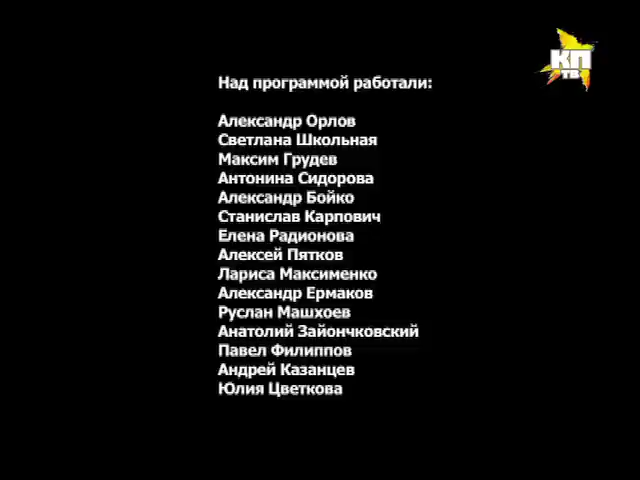 КП
ТВ
Над программой работали:
Александр Орлов
Светлана Школьная
Максим Грудев
Антонина Сидорова
Александр Бойко
Станислав Карпович
Елена Радионова
Алексей Пятков
Лариса Максименко
Александр Ермаков
Руслан Машхоев
Анатолий Зайончковский
Павел Филиппов
Андрей Казанцев
Юлия Цветкова